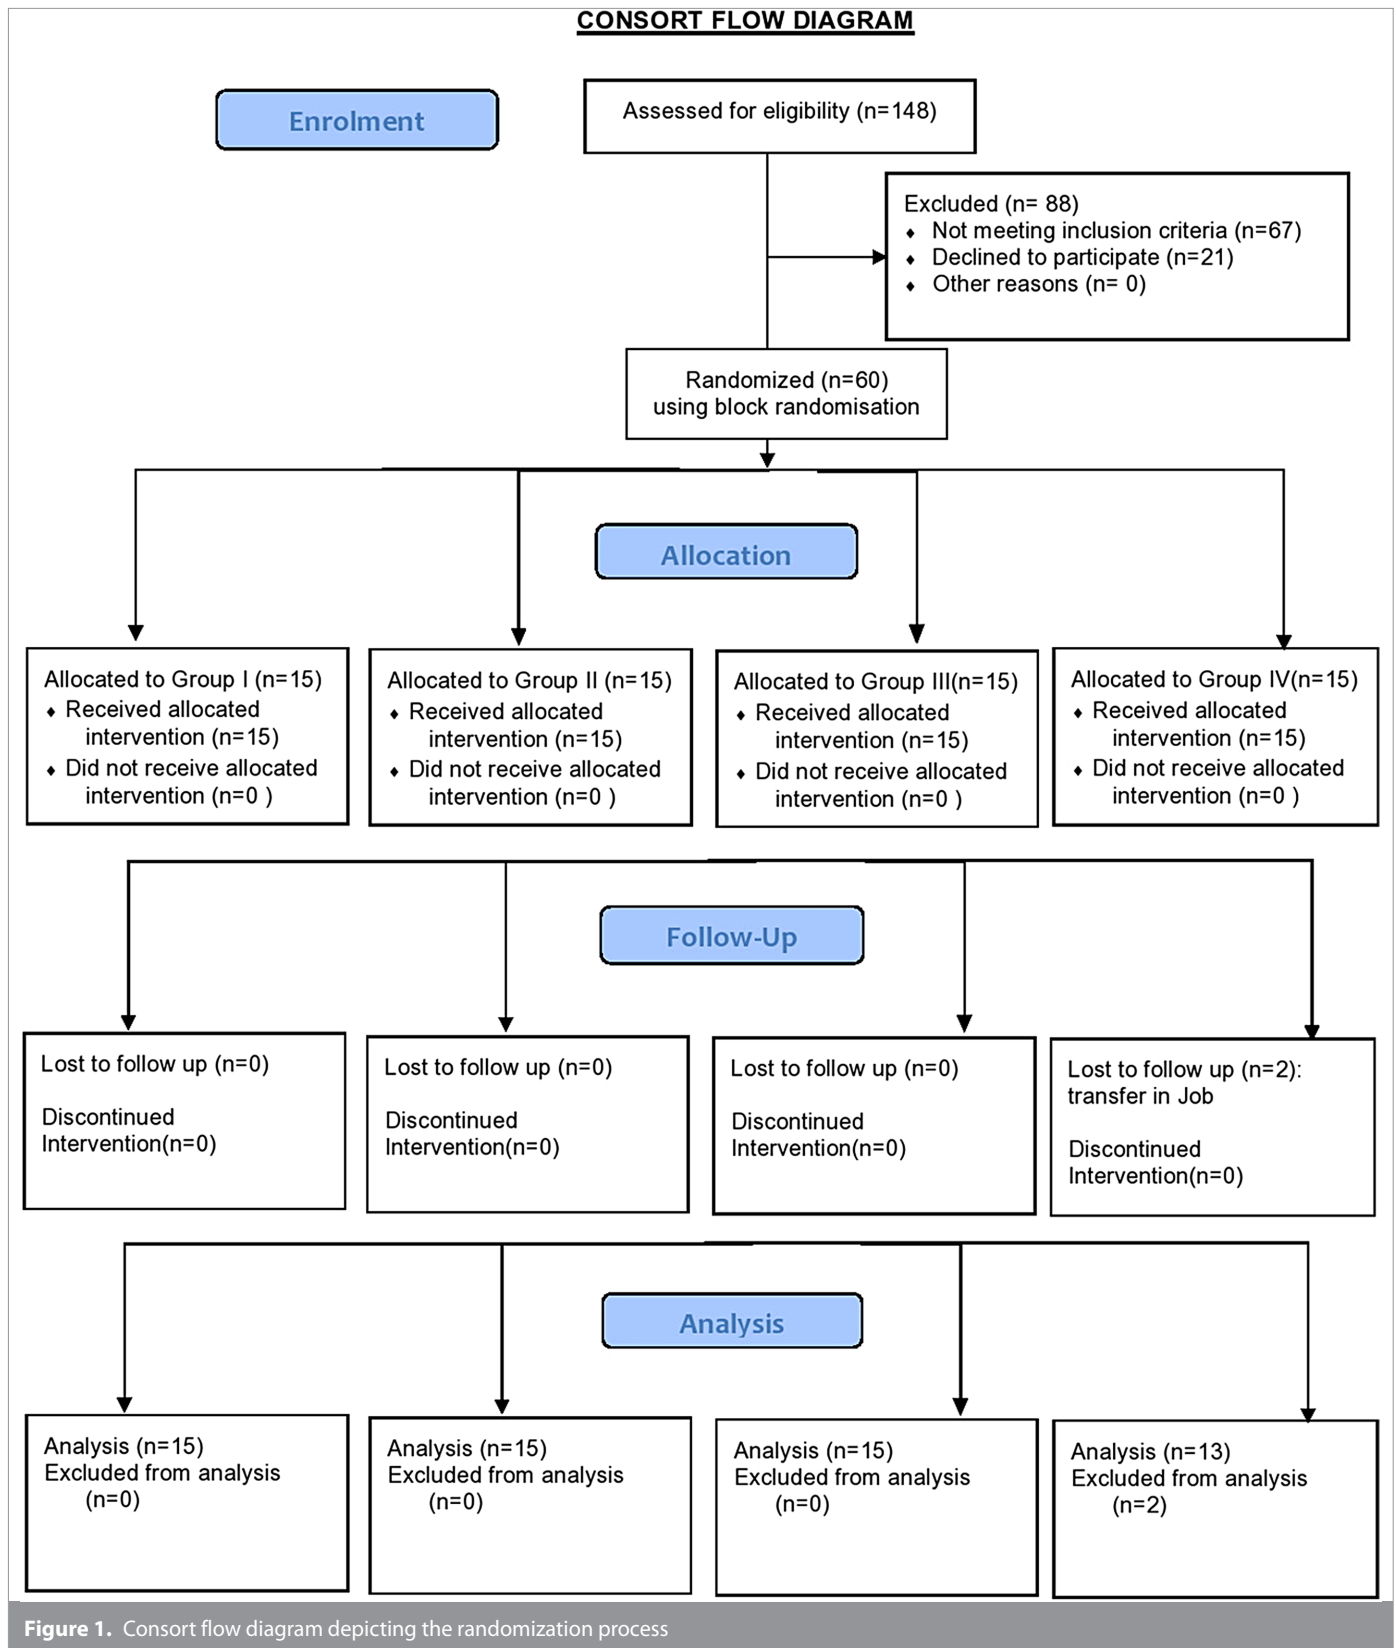 CONSORT FLOW DIAGRAM
Enrolment
Assessed for eligibility (n=148)
Excluded (n= 88)
♦ Not meeting inclusion criteria (n=67)
♦ Declined to participate (n=21)
♦ Other reasons (n= 0)
Randomized (n=60)
using block randomisation
Allocation
Allocated to Group I (n=15)
♦ Received allocated
intervention (n=15)
♦ Did not receive allocated
intervention (n=0 )
Allocated to Group II (n=15)
♦ Received allocated
intervention (n=15)
♦ Did not receive allocated
intervention (n=0 )
Allocated to Group III(n=15)
♦ Received allocated
intervention (n=15)
♦ Did not receive allocated
intervention (n=0 )
Allocated to Group IV(n=15)
♦ Received allocated
intervention (n=15)
♦ Did not receive allocated
intervention (n=0 )
Follow-Up
Lost to follow up (n=0)
Discontinued
Intervention(n=0)
Lost to follow up (n=0)
Discontinued
Intervention(n=0)
Lost to follow up (n=0)
Discontinued
Intervention(n=0)
Lost to follow up (n=2):
transfer in Job
Discontinued
Intervention(n=0)
Analysis
Analysis (n=15)
Excluded from analysis
(n=0)
Analysis (n=15)
Excluded from analysis
(n=0)
Analysis (n=15)
Excluded from analysis
(n=0)
Analysis (n=13)
Excluded from analysis
(n=2)
Figure 1. Consort flow diagram depicting the randomization process